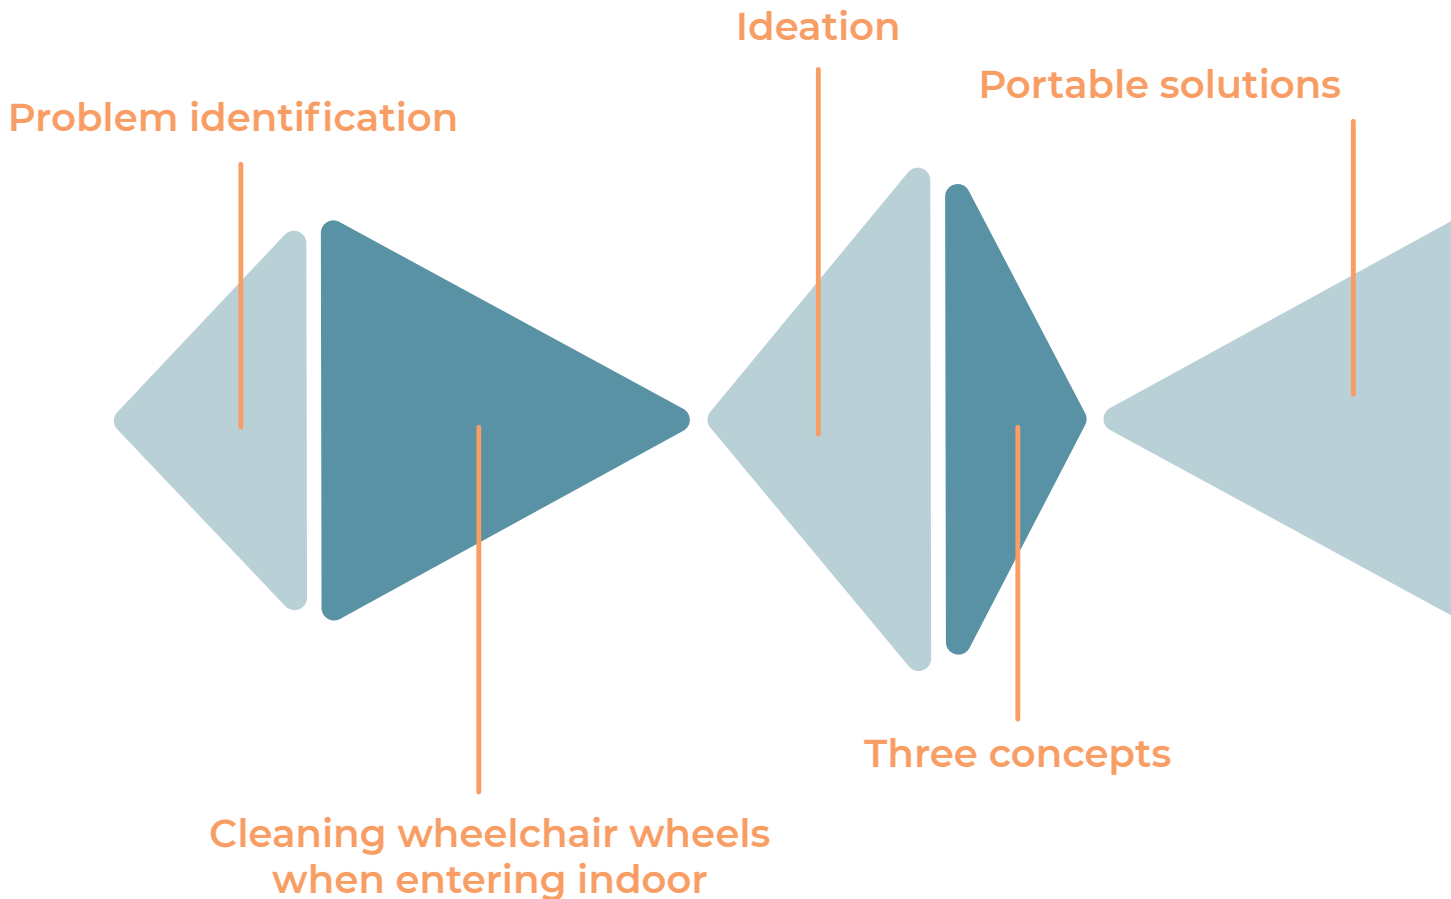 Ideation
Portable solutions
Problem identification
Three concepts
Cleaning wheelchair wheels
when entering indoor